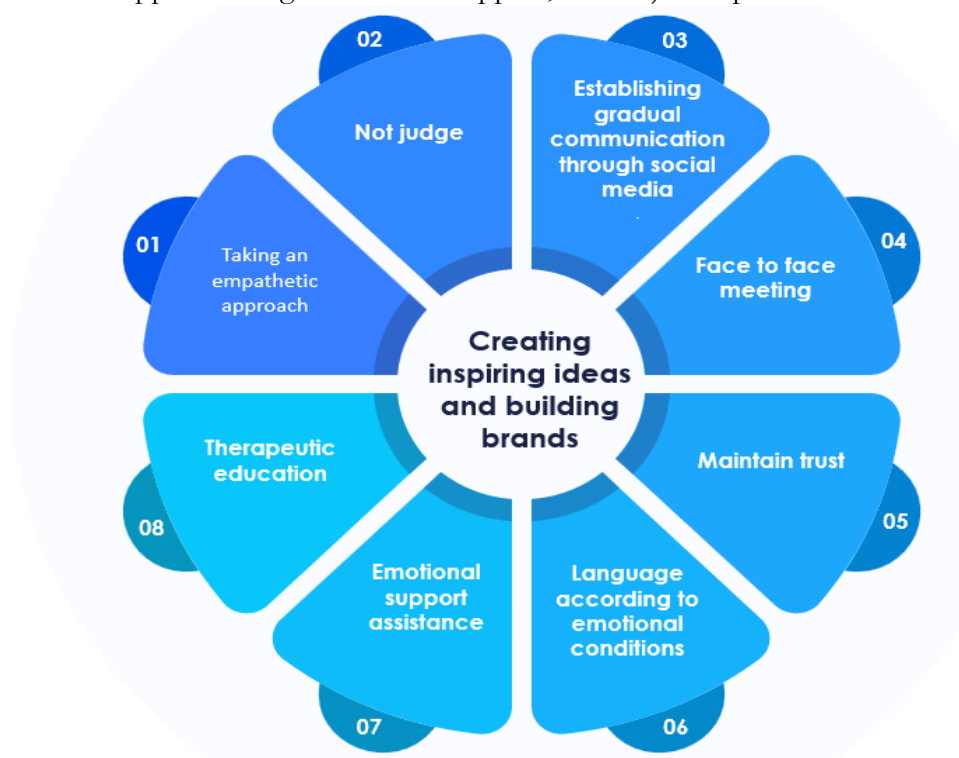 01
Taking an
empathetic
approach
02
Not judge
03
Establishing
gradual
communication
through social
media
.
04
Face to face
meeting
05
Maintain trust
06
Language
according to
emotional
conditions
07
Emotional
support
assistance
08
Therapeutic
education
Creating
inspiring ideas
and building
brands